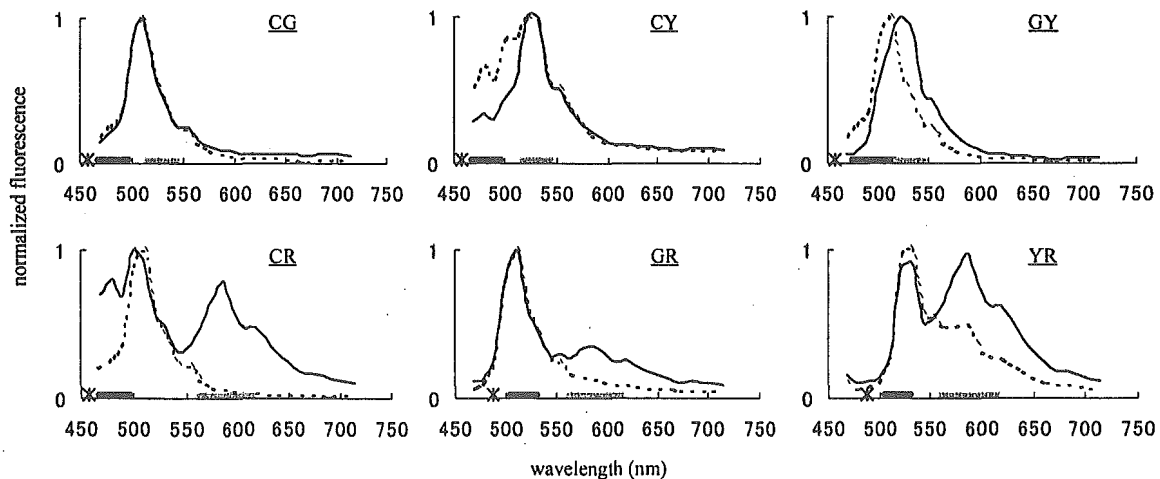 normalized fluorescence
1 CG 1 CY 1 GY
0 0 0
450 500 550 600 650 700 750 450 500 550 600 650 700 750 450 500 550 600 650 700 750
1 CR 1 GR 1 YR
0 0 0
450 500 550 600 650 700 750 450 500 550 600 650 700 750 450 500 550 600 650 700 750
wavelength (nm)